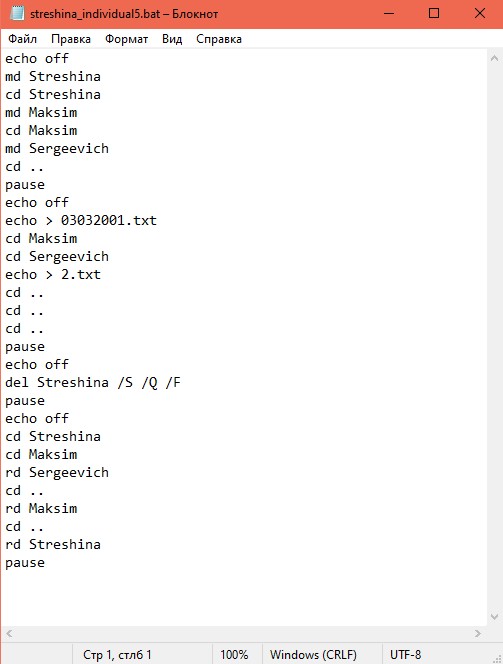 streshina_individual5.bat – Блокнот
Файл Правка Формат Вид Справка
echo off
md Streshina
cd Streshina
md Maksim
cd Maksim
md Sergeevich
cd ..
pause
echo off
echo > 03032001.txt
cd Maksim
cd Sergeevich
echo > 2.txt
cd ..
cd ..
cd ..
pause
echo off
del Streshina /S /Q /F
pause
echo off
cd Streshina
cd Maksim
rd Sergeevich
cd ..
rd Maksim
cd ..
rd Streshina
pause
Стр 1, стлб 1 100% Windows (CRLF) UTF-8